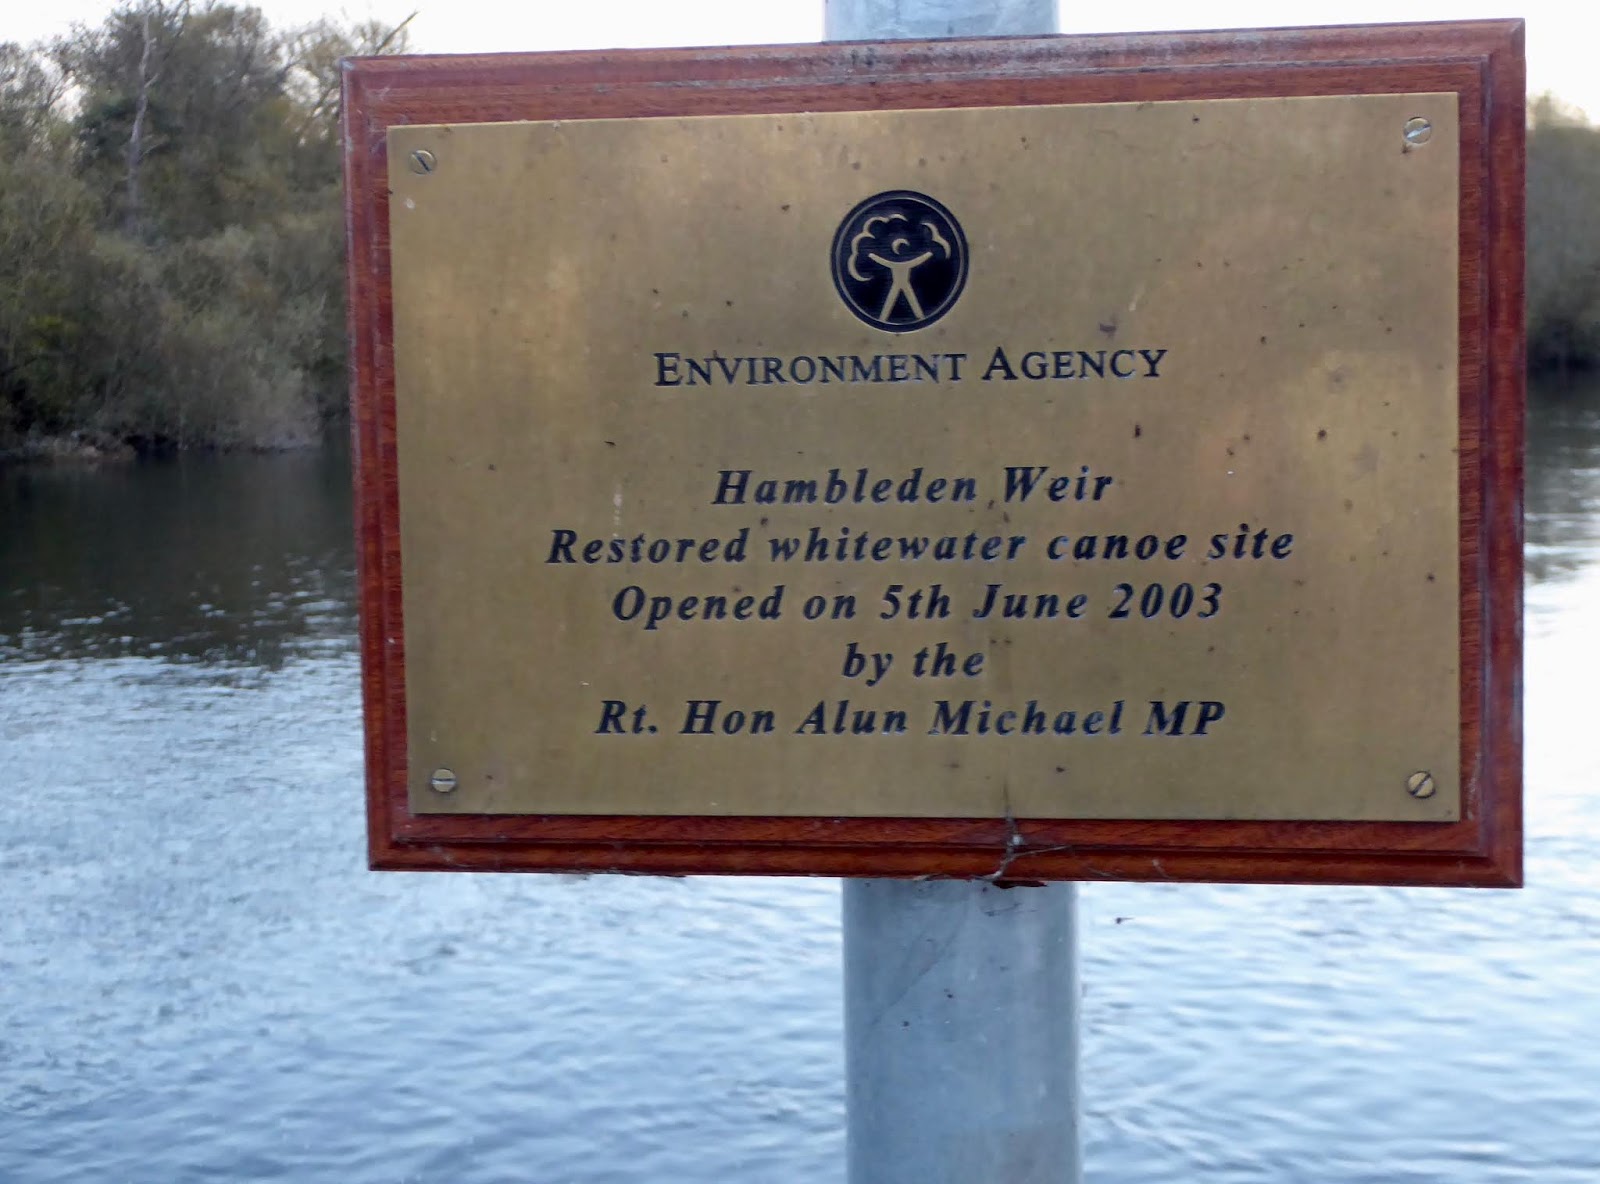 ENVIRONMENT AGENCY
Hambleden Weir
Restored whitewater canoe site
Opened on 5th June 2003
by the
Rt. Hon Alun Michael MP